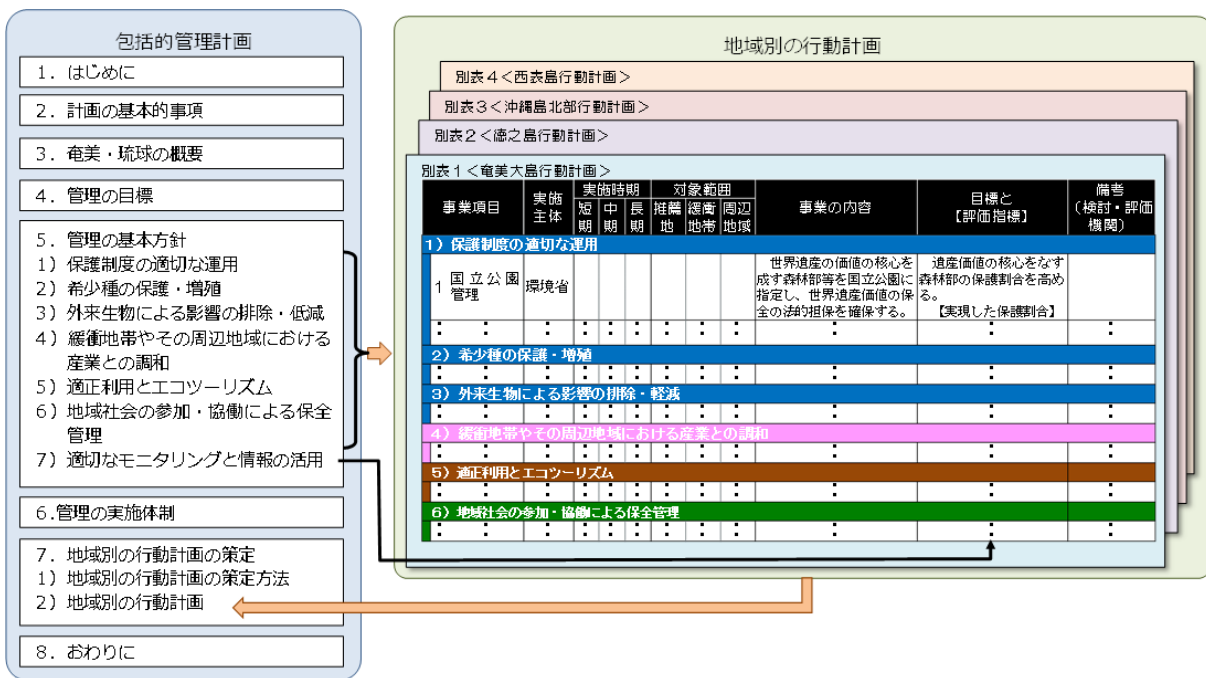 包括的管理計画
1. はじめに
2. 計画の基本的事項
3. 奄美・琉球の概要
4. 管理の目標
5. 管理の基本方針
1) 保護制度の適切な運用
2) 希少種の保護・増殖
3) 外来生物による影響の排除・低減
4) 緩衝地帯やその周辺地域における
産業との調和
5) 適正利用とエコツーリズム
6) 地域社会の参加・協働による保全
管理
7) 適切なモニタリングと情報の活用
6.管理の実施体制
7. 地域別の行動計画の策定
1) 地域別の行動計画の策定方法
2) 地域別の行動計画
8. おわりに
地域別の行動計画
別表4<西表島行動計画>
別表3<沖縄島北部行動計画>
別表2<徳之島行動計画>
別表1<奄美大島行動計画>
事業項目
実施
主体
実施時期
短
期
中
期
長
期
対象範囲
推薦
地
緩衝
地帯
周辺
地域
事業の内容
目標と
【評価指標】
備考
(検討・評価
機関)
1) 保護制度の適切な運用
1
国立公園
管理
環境省
世界遺産の価値の核心を
成す森林部等を国立公園に
指定し、世界遺産価値の保
全の法的担保を確保する。
遺産価値の核心をなす
森林部の保護割合を高め
る。
【実現した保護割合】
: : : : : : : : : : :
2) 希少種の保護・増殖
: : : : : : : : : : :
3) 外来生物による影響の排除・軽減
: : : : : : : : : : :
4) 緩衝地帯やその周辺地域における産業との調和
: : : : : : : : : : :
5) 適正利用とエコツーリズム
: : : : : : : : : : :
6) 地域社会の参加・協働による保全管理
: : : : : : : : : : :